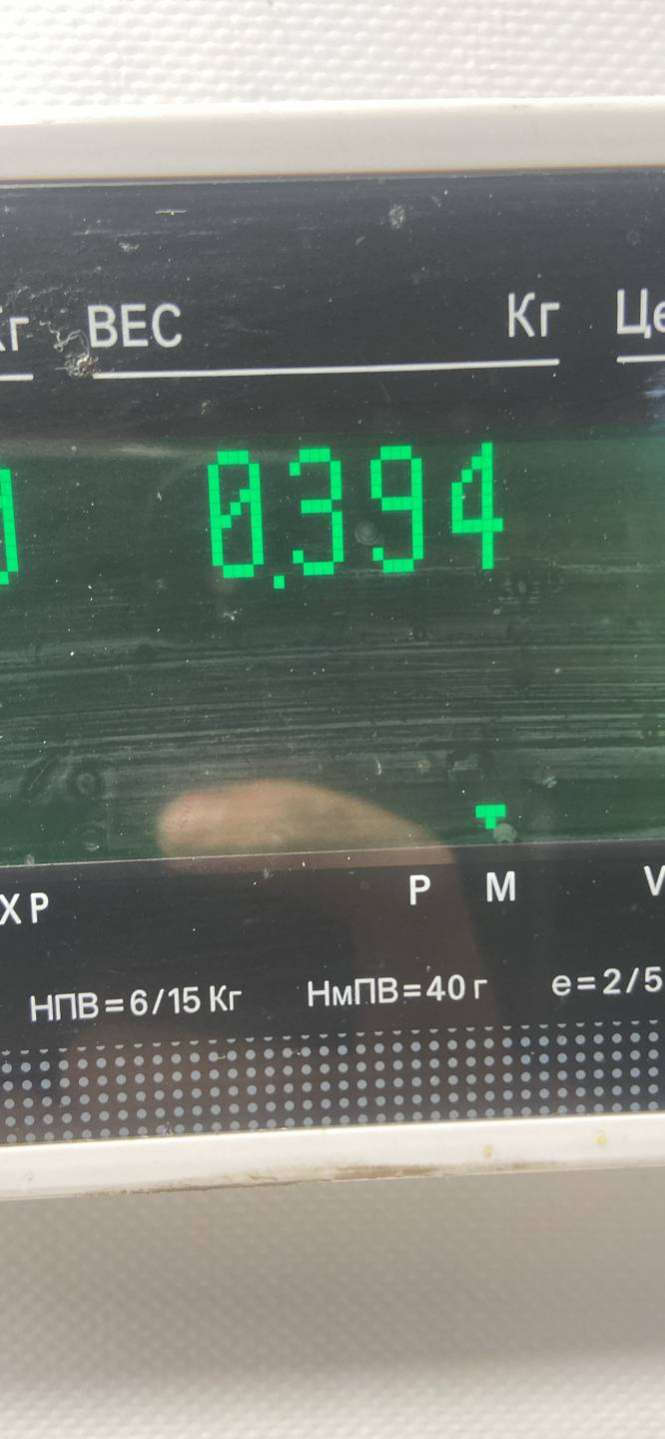 Кг ВЕС Кг Це
0.394
ХР Р М V
НПВ=6/15 Кг НмПВ=40 г е=2/5